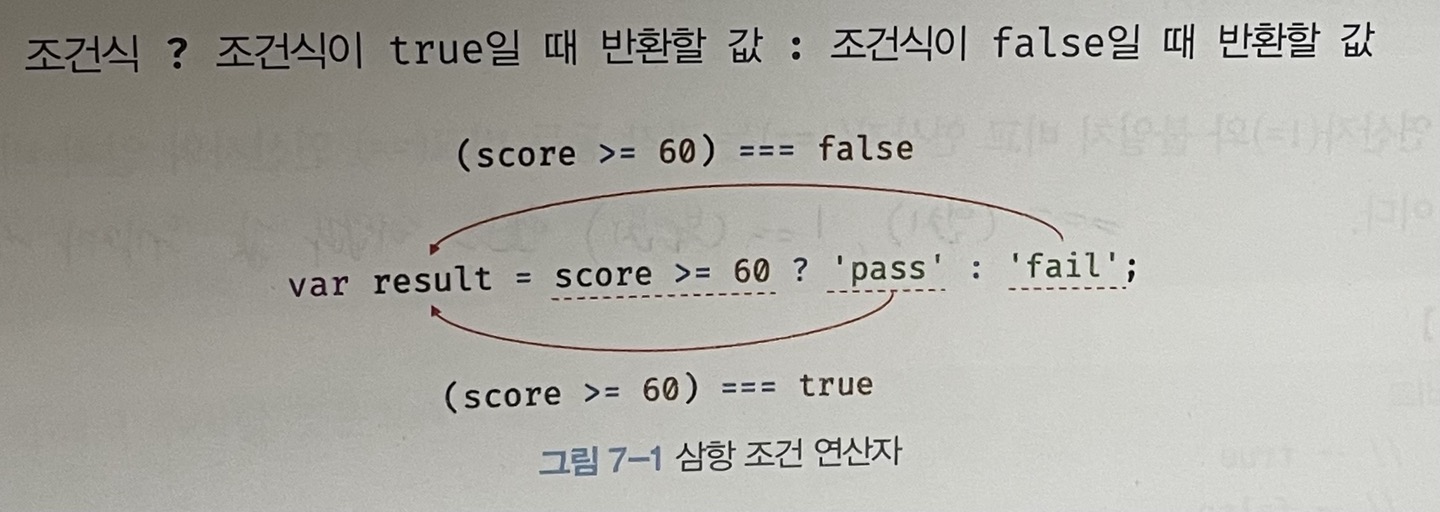 조건식 ? 조건식이 true일 때 반환할 값 : 조건식이 false일 때 반환할 값
(score >= 60) === false
var result = score >= 60 ? 'pass' : 'fail';
(score >= 60) === true
그림 7-1 삼항 조건 연산자